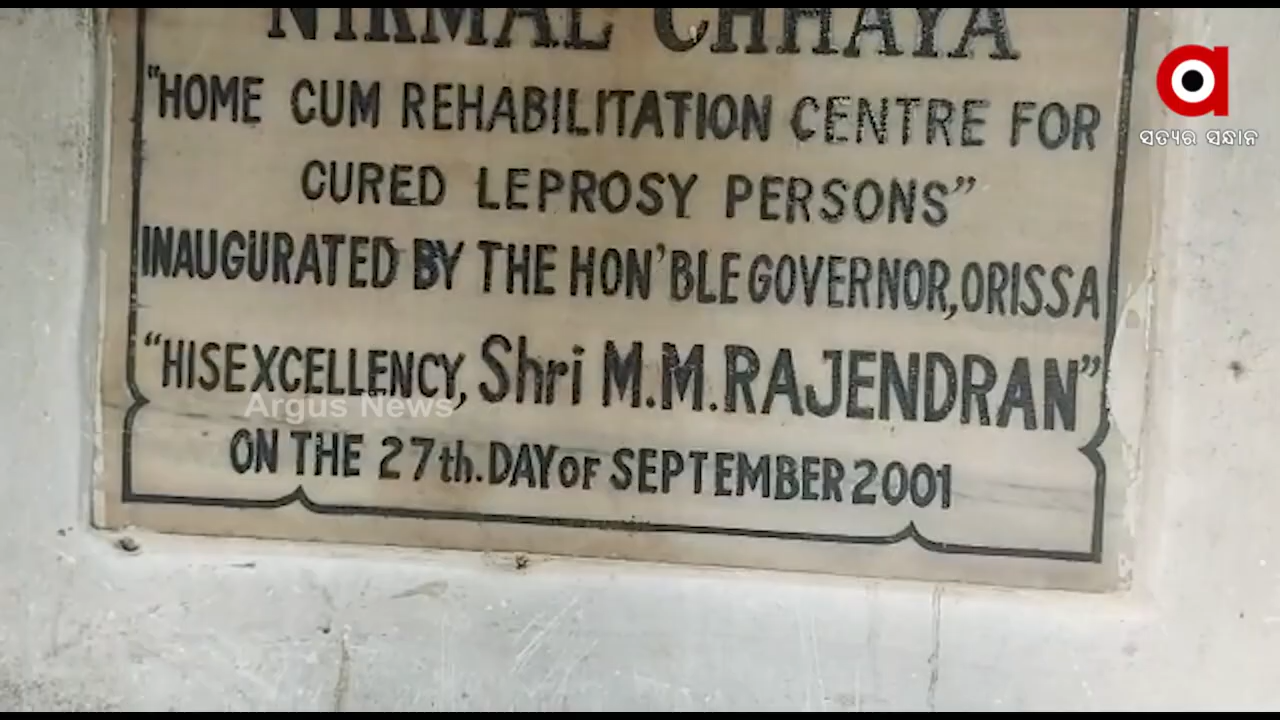 NIRMAL CHHAYA
"HOME CUM REHABILITATION CENTRE FOR
CURED LEPROSY PERSONS"
INAUGURATED BY THE HON'BLE GOVERNOR, ORISSA
"HIS EXCELLENCY, Shri M.M.RAJENDRAN"
ON THE 27th. DAY OF SEPTEMBER 2001
Argus News
a
ସତ୍ୟର ସନ୍ଧାନ